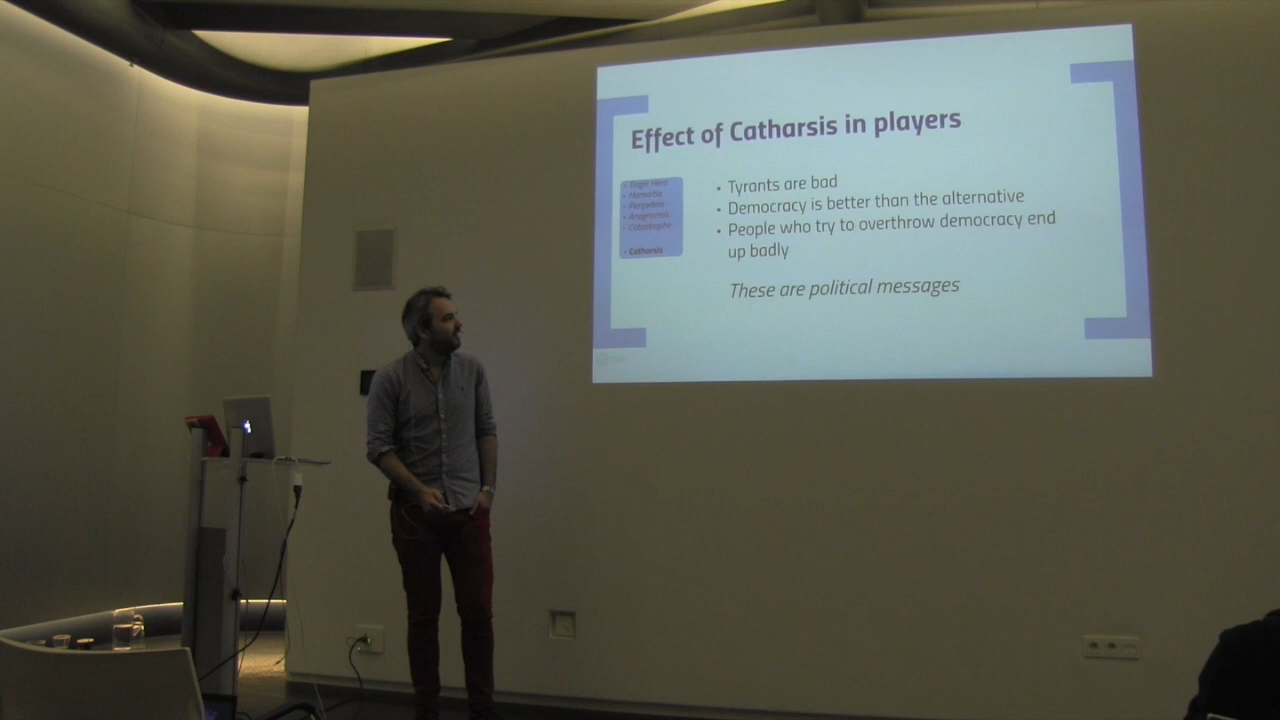 Effect of Catharsis in players
• Tragic Hero
• Hamartia
• Peripeteia
• Anagnorisis
• Catastrophe
• Catharsis
• Tyrants are bad
• Democracy is better than the alternative
• People who try to overthrow democracy end
up badly
These are political messages